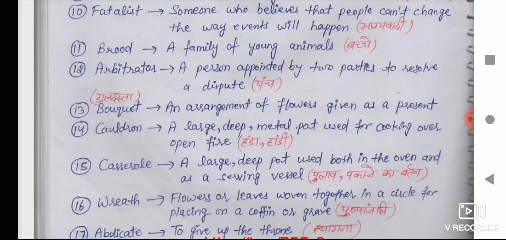 ⑩ Fatalist → Someone who believes that people can't change
the way events will happen (भाग्यवादी)
⑪ Brood → A family of young animals (बच्चे)
⑫ Arbitrator → A person appointed by two parties to resolve
a dipute (पंच)
(गुलदस्ता)
⑬ Bouquet → An arrangement of flowers given as a present
⑭ Cauldron → A large, deep, metal pot used for cooking over
open fire (हंडा, हांडी)
⑮ Casserole → A large, deep pot used both in the oven and
as a serving vessel (पुलाव, पकाने का बर्तन)
⑯ Wreath → Flowers or leaves woven together in a circle for
placing on a coffin or grave (पुष्पांजलि)
⑰ Abdicate → To give up the throne (त्यागना)
V RECORDER